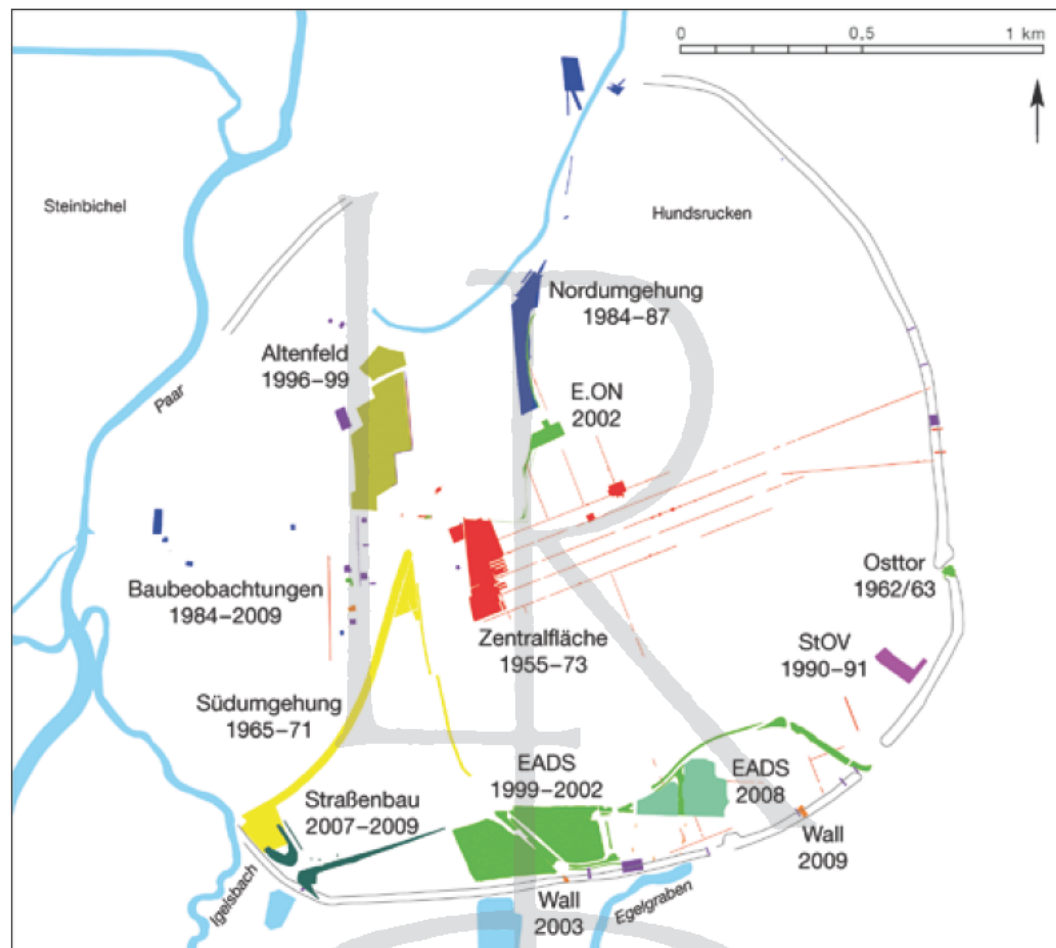 0 0,5 1 km
Steinbichel
Hundsrucken
Nordumgehung
1984–87
Altenfeld
1996–99
Paar
E.ON
2002
Osttor
1962/63
Baubeobachtungen
1984–2009
Zentralfläche
1955–73
StOV
1990–91
Südumgehung
1965–71
EADS
1999–2002
EADS
2008
Straßenbau
2007–2009
Wall
2009
Igelsbach
Wall
2003
Egelgraben